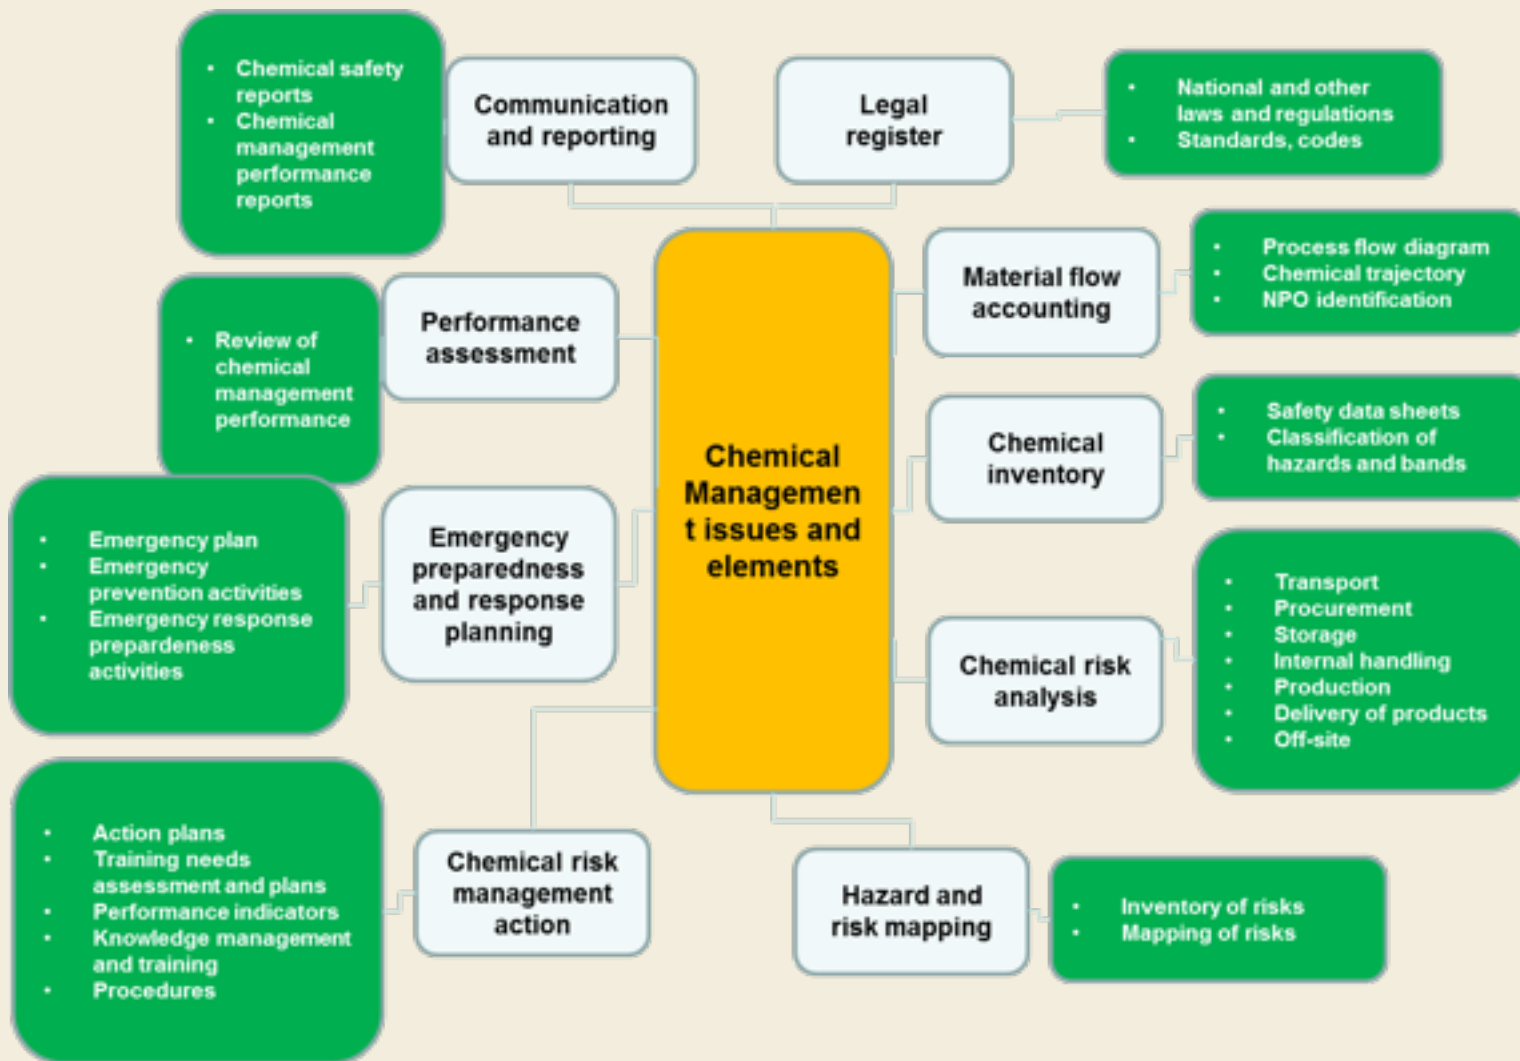 • Chemical safety
reports
• Chemical
management
performance
reports
Communication
and reporting
Legal
register
• National and other
laws and regulations
• Standards, codes
• Review of
chemical
management
performance
Performance
assessment
Chemical
Managemen
t issues and
elements
Material flow
accounting
• Process flow diagram
• Chemical trajectory
• NPO identification
Chemical
inventory
• Safety data sheets
• Classification of
hazards and bands
• Emergency plan
• Emergency
prevention activities
• Emergency response
prepardeness
activities
Emergency
preparedness
and response
planning
Chemical risk
analysis
• Transport
• Procurement
• Storage
• Internal handling
• Production
• Delivery of products
• Off-site
• Action plans
• Training needs
assessment and plans
• Performance indicators
• Knowledge management
and training
• Procedures
Chemical risk
management
action
Hazard and
risk mapping
• Inventory of risks
• Mapping of risks